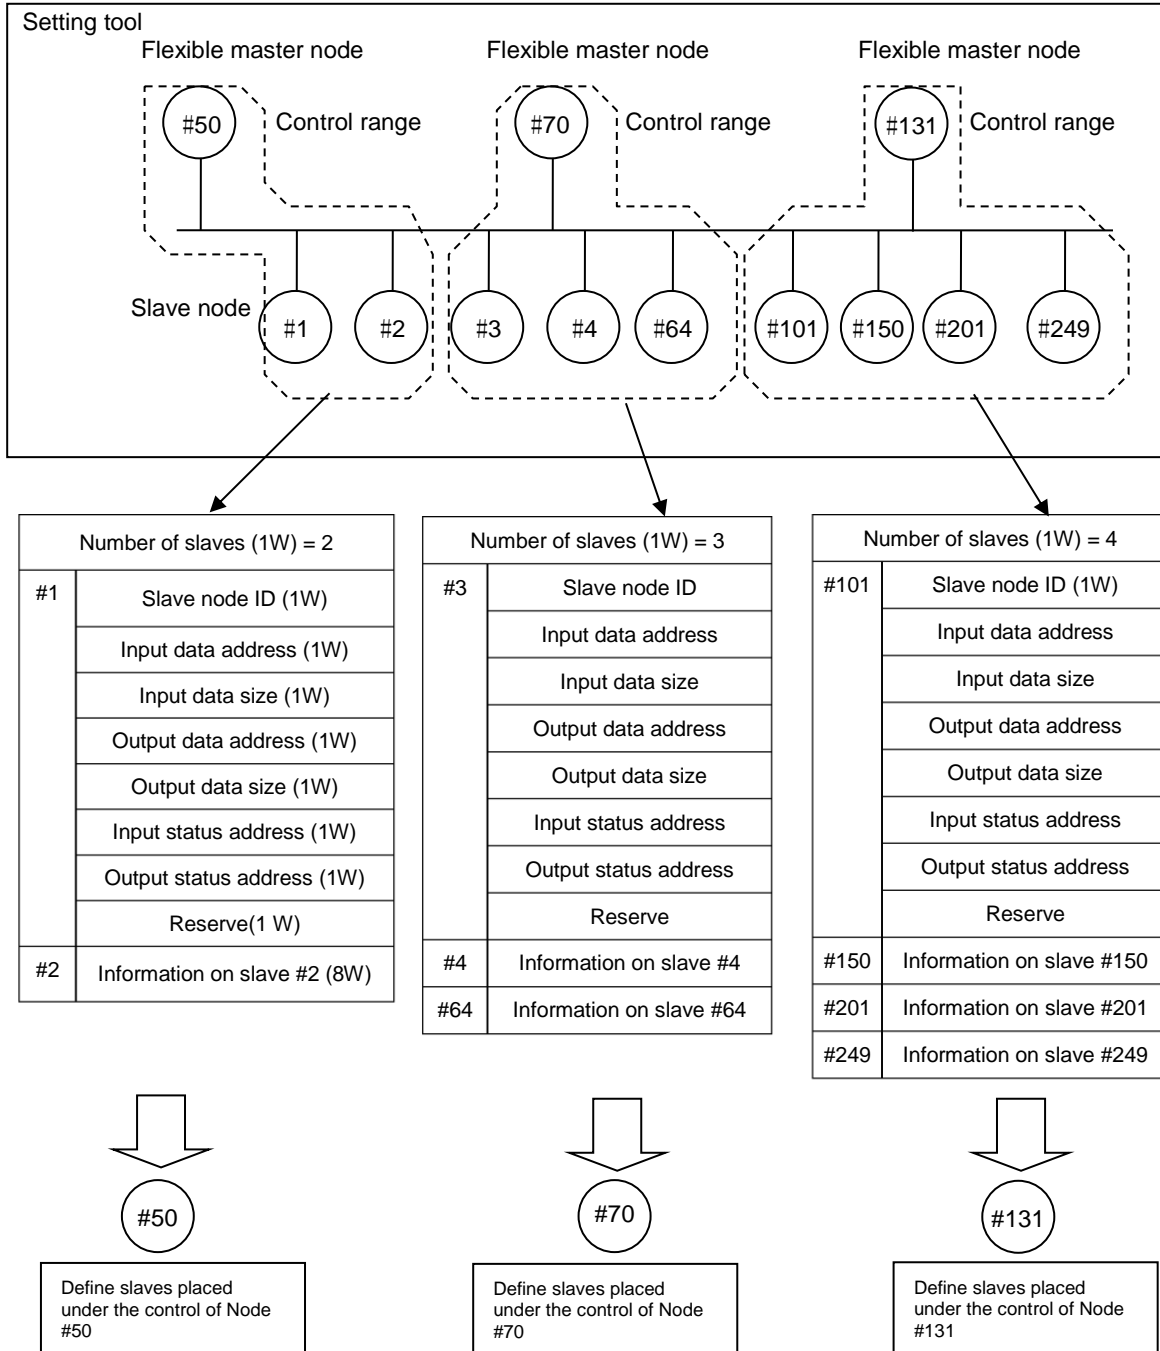 Setting tool
Flexible master node
Flexible master node
Flexible master node
#50
Control range
#70
Control range
#131
Control range
Slave node
#1
#2
#3
#4
#64
#101
#150
#201
#249
Number of slaves (1W) = 2
#1
Slave node ID (1W)
Input data address (1W)
Input data size (1W)
Output data address (1W)
Output data size (1W)
Input status address (1W)
Output status address (1W)
Reserve(1 W)
#2
Information on slave #2 (8W)
Number of slaves (1W) = 3
#3
Slave node ID
Input data address
Input data size
Output data address
Output data size
Input status address
Output status address
Reserve
#4
Information on slave #4
#64
Information on slave #64
Number of slaves (1W) = 4
#101
Slave node ID (1W)
Input data address
Input data size
Output data address
Output data size
Input status address
Output status address
Reserve
#150
Information on slave #150
#201
Information on slave #201
#249
Information on slave #249
#50
#70
#131
Define slaves placed
under the control of Node
#50
Define slaves placed
under the control of Node
#70
Define slaves placed
under the control of Node
#131